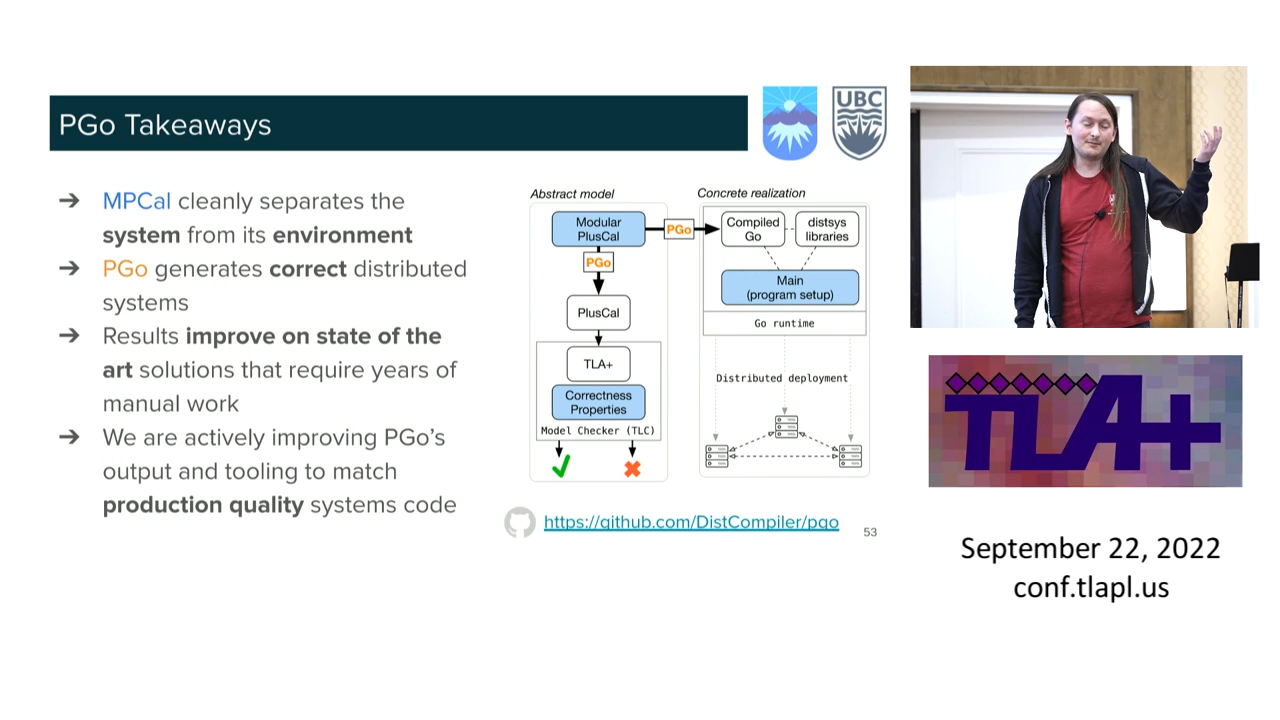 PGo Takeaways
UBC
➔ MPCal cleanly separates the
system from its environment
➔ PGo generates correct distributed
systems
➔ Results improve on state of the
art solutions that require years of
manual work
➔ We are actively improving PGo’s
output and tooling to match
production quality systems code
Abstract model
Modular
PlusCal
PGo
PGo
PlusCal
TLA+
Correctness
Properties
Model Checker (TLC)
Concrete realization
Compiled
Go
distsys
libraries
Main
(program setup)
Go runtime
Distributed deployment
https://github.com/DistCompiler/pgo
53
TLA+
September 22, 2022
conf.tlapl.us